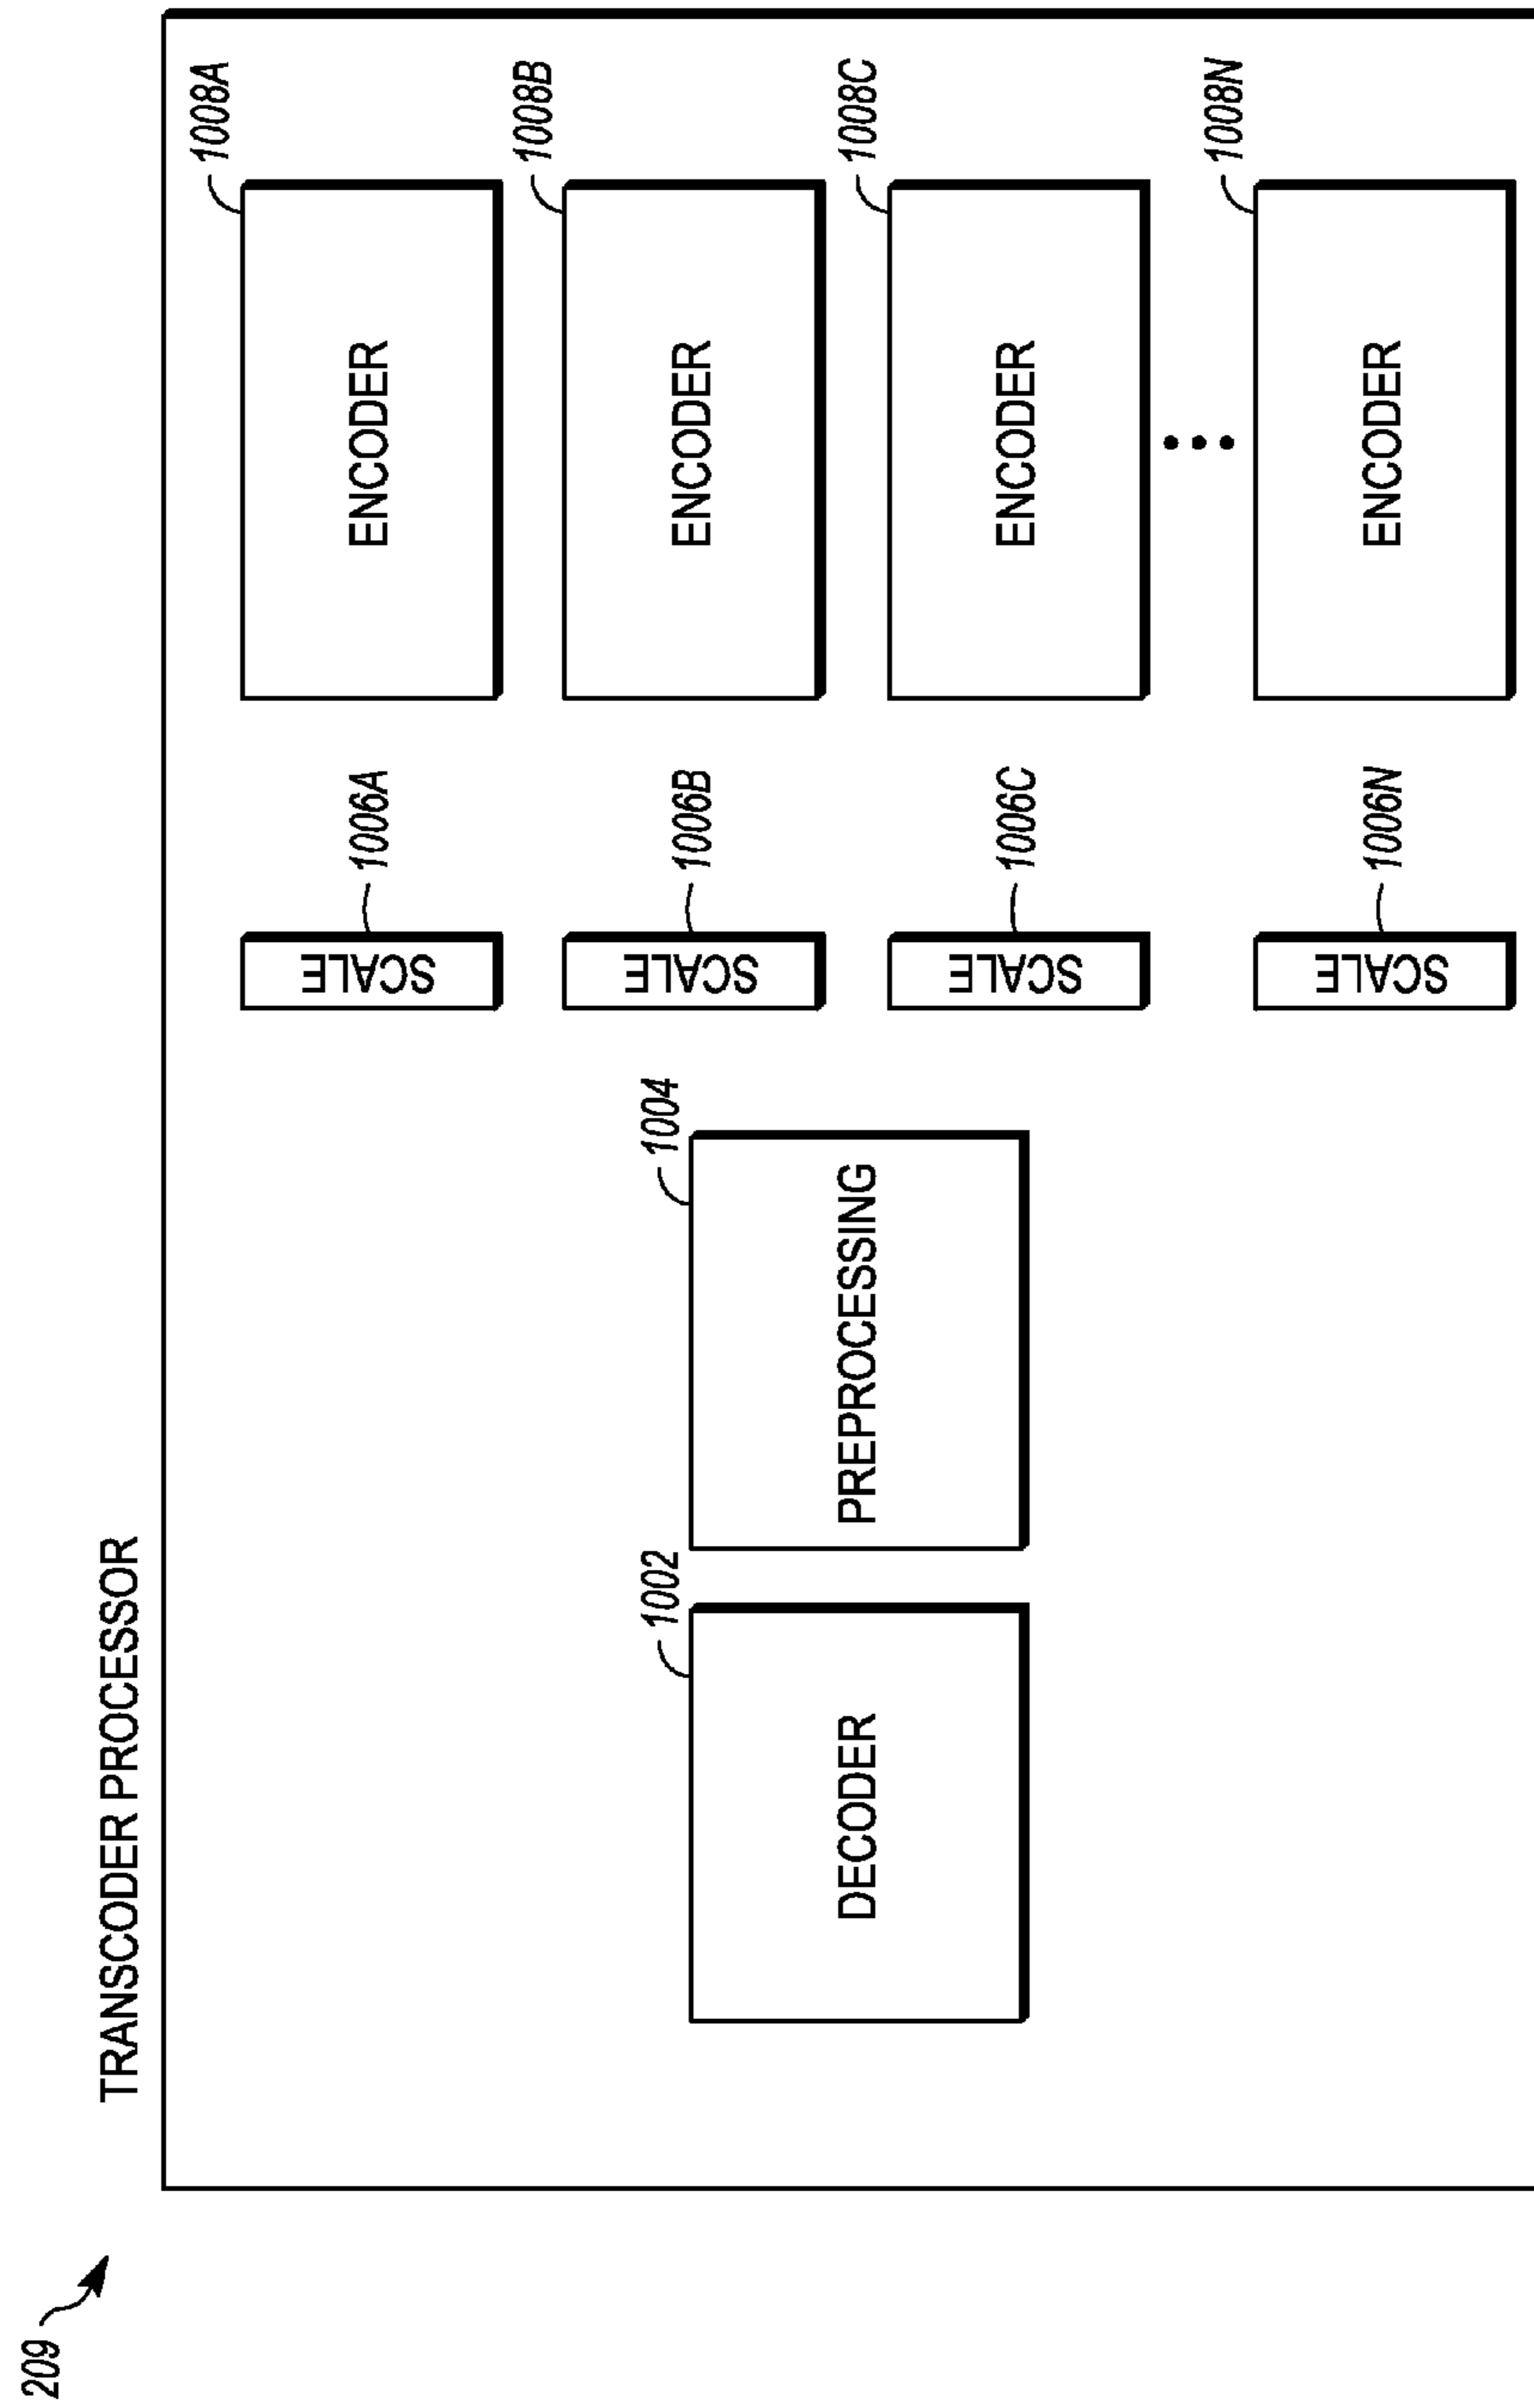 209
TRANSCODER PROCESSOR
1002
DECODER
1004
PREPROCESSING
1006A
SCALE
1006B
SCALE
1006C
SCALE
1006N
SCALE
1008A
ENCODER
1008B
ENCODER
1008C
ENCODER
1008N
ENCODER